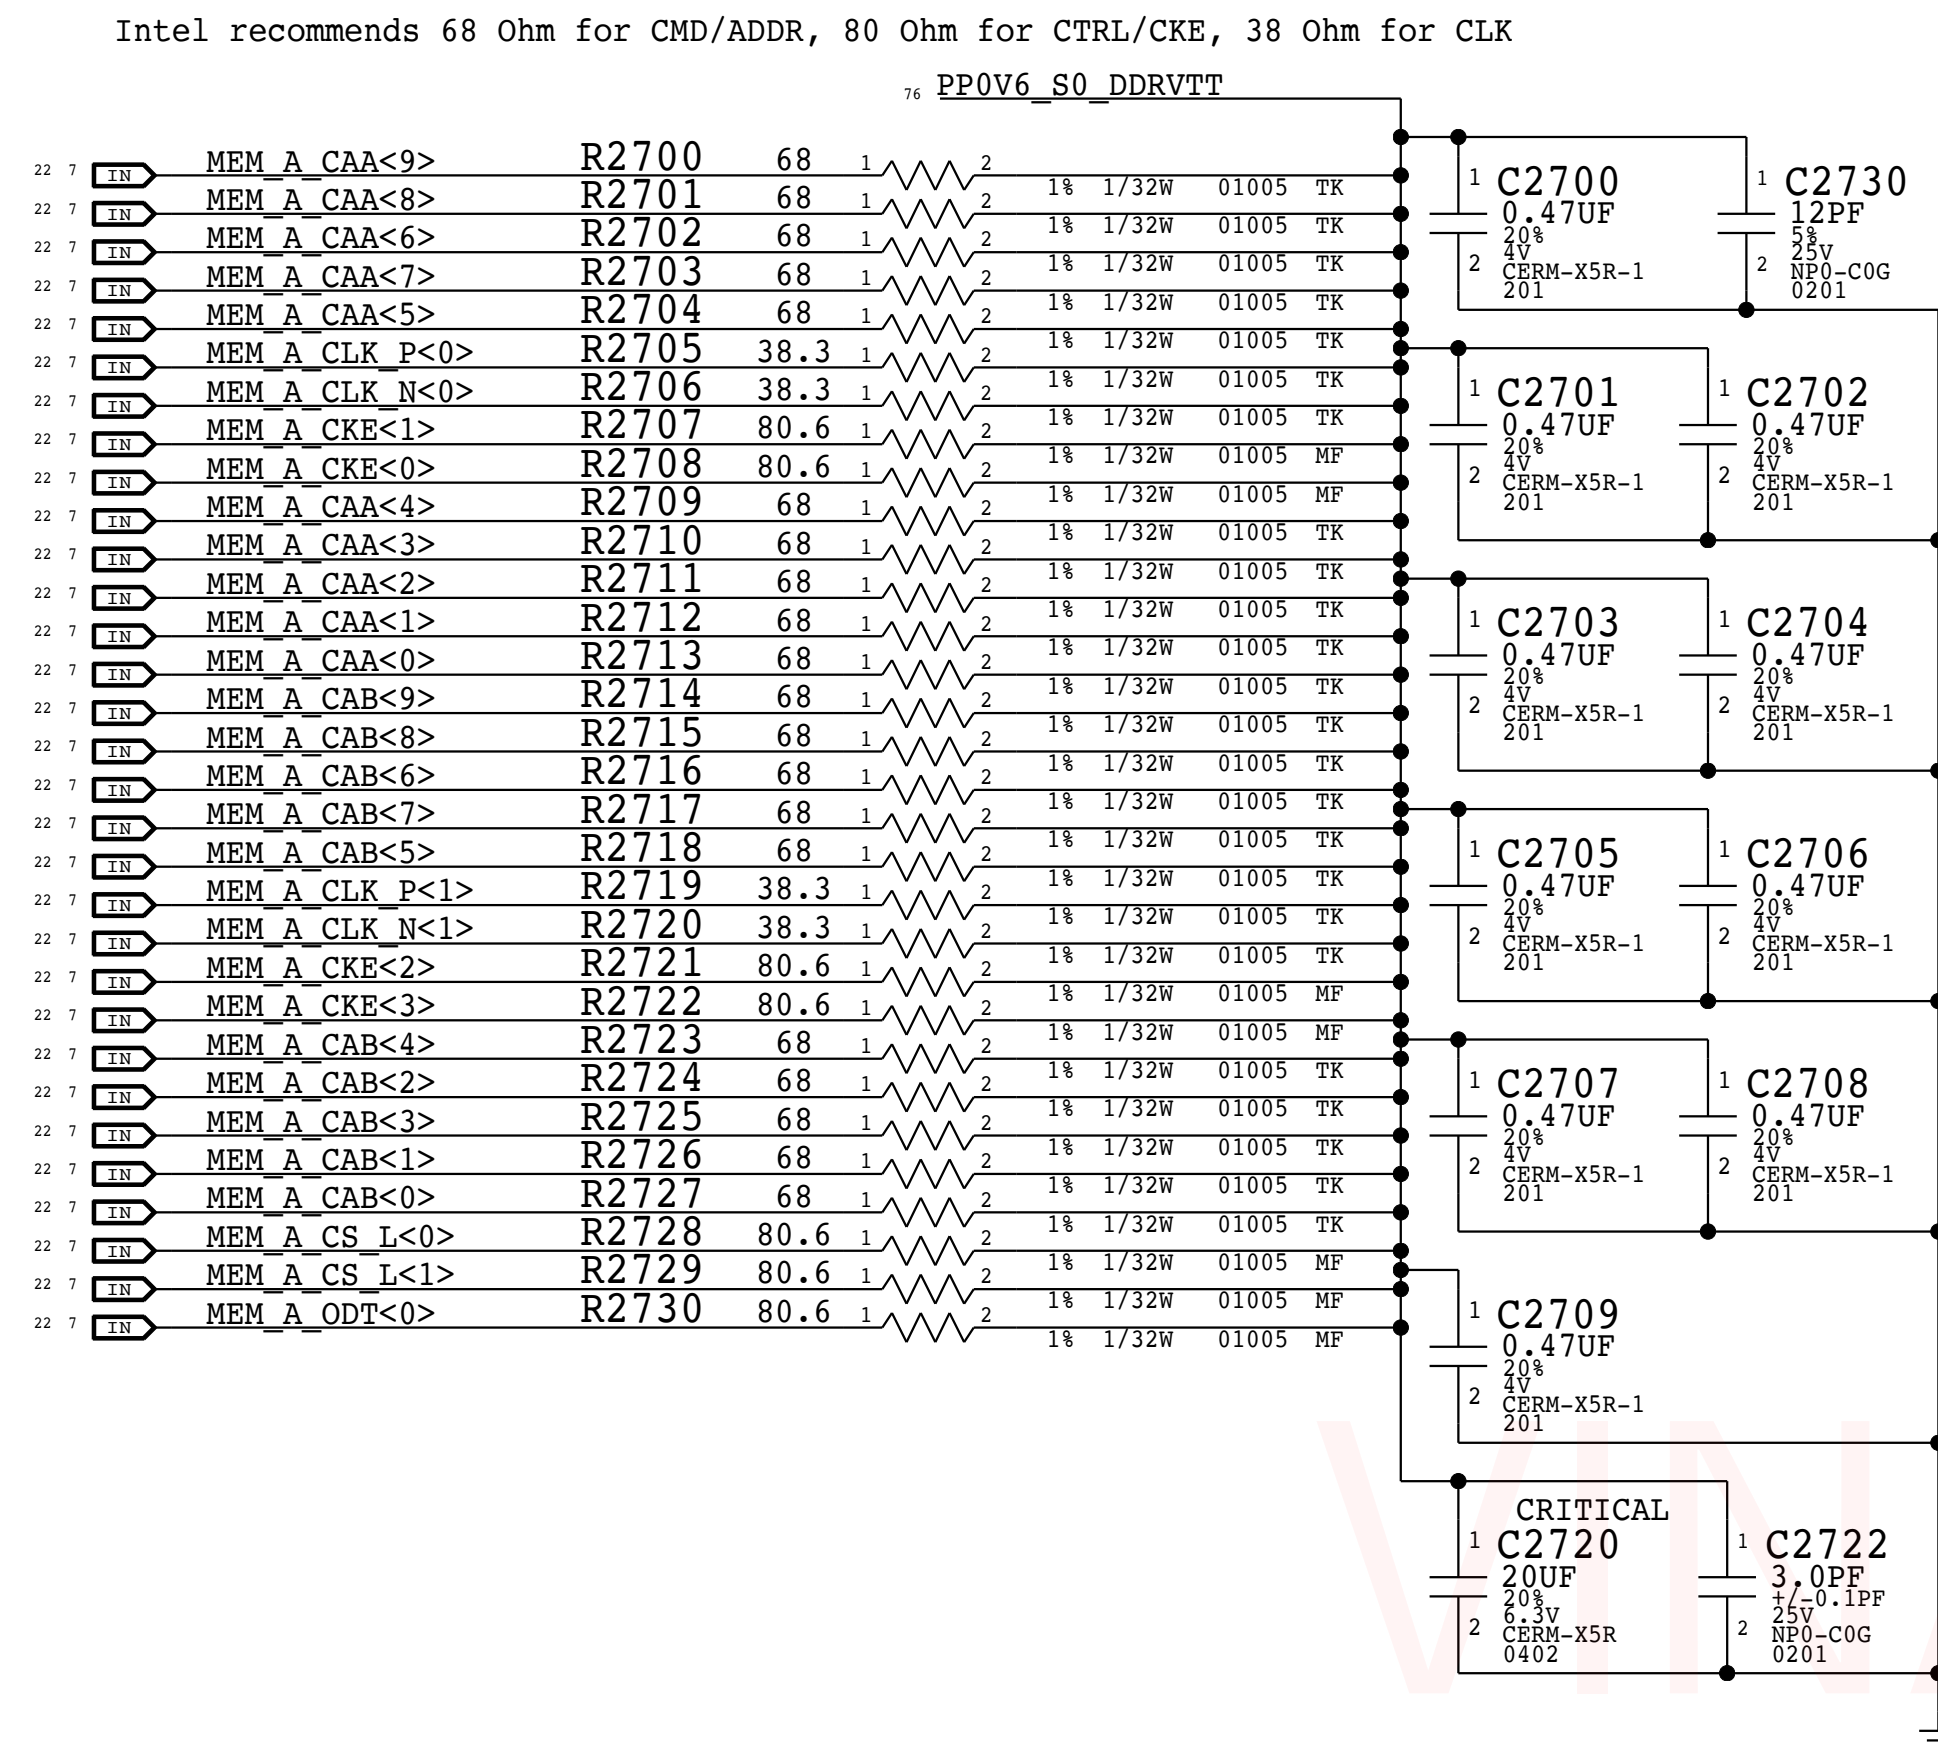 Intel recommends 68 Ohm for CMD/ADDR, 80 Ohm for CTRL/CKE, 38 Ohm for CLK
76 PP0V6_S0_DDRVTT
22 7 IN MEM_A_CAA<9> R2700 68 1 2 1% 1/32W 01005 TK
22 7 IN MEM_A_CAA<8> R2701 68 1 2 1% 1/32W 01005 TK
22 7 IN MEM_A_CAA<6> R2702 68 1 2 1% 1/32W 01005 TK
22 7 IN MEM_A_CAA<7> R2703 68 1 2 1% 1/32W 01005 TK
22 7 IN MEM_A_CAA<5> R2704 68 1 2 1% 1/32W 01005 TK
22 7 IN MEM_A_CLK_P<0> R2705 38.3 1 2 1% 1/32W 01005 TK
22 7 IN MEM_A_CLK_N<0> R2706 38.3 1 2 1% 1/32W 01005 TK
22 7 IN MEM_A_CKE<1> R2707 80.6 1 2 1% 1/32W 01005 MF
22 7 IN MEM_A_CKE<0> R2708 80.6 1 2 1% 1/32W 01005 MF
22 7 IN MEM_A_CAA<4> R2709 68 1 2 1% 1/32W 01005 TK
22 7 IN MEM_A_CAA<3> R2710 68 1 2 1% 1/32W 01005 TK
22 7 IN MEM_A_CAA<2> R2711 68 1 2 1% 1/32W 01005 TK
22 7 IN MEM_A_CAA<1> R2712 68 1 2 1% 1/32W 01005 TK
22 7 IN MEM_A_CAA<0> R2713 68 1 2 1% 1/32W 01005 TK
22 7 IN MEM_A_CAB<9> R2714 68 1 2 1% 1/32W 01005 TK
22 7 IN MEM_A_CAB<8> R2715 68 1 2 1% 1/32W 01005 TK
22 7 IN MEM_A_CAB<6> R2716 68 1 2 1% 1/32W 01005 TK
22 7 IN MEM_A_CAB<7> R2717 68 1 2 1% 1/32W 01005 TK
22 7 IN MEM_A_CAB<5> R2718 68 1 2 1% 1/32W 01005 TK
22 7 IN MEM_A_CLK_P<1> R2719 38.3 1 2 1% 1/32W 01005 TK
22 7 IN MEM_A_CLK_N<1> R2720 38.3 1 2 1% 1/32W 01005 TK
22 7 IN MEM_A_CKE<2> R2721 80.6 1 2 1% 1/32W 01005 MF
22 7 IN MEM_A_CKE<3> R2722 80.6 1 2 1% 1/32W 01005 MF
22 7 IN MEM_A_CAB<4> R2723 68 1 2 1% 1/32W 01005 TK
22 7 IN MEM_A_CAB<2> R2724 68 1 2 1% 1/32W 01005 TK
22 7 IN MEM_A_CAB<3> R2725 68 1 2 1% 1/32W 01005 TK
22 7 IN MEM_A_CAB<1> R2726 68 1 2 1% 1/32W 01005 TK
22 7 IN MEM_A_CAB<0> R2727 68 1 2 1% 1/32W 01005 TK
22 7 IN MEM_A_CS_L<0> R2728 80.6 1 2 1% 1/32W 01005 MF
22 7 IN MEM_A_CS_L<1> R2729 80.6 1 2 1% 1/32W 01005 MF
22 7 IN MEM_A_ODT<0> R2730 80.6 1 2 1% 1/32W 01005 MF
1 C2700
0.47UF
20%
4V
2 CERM-X5R-1
201
1 C2730
12PF
5%
25V
2 NP0-C0G
0201
1 C2701
0.47UF
20%
4V
2 CERM-X5R-1
201
1 C2702
0.47UF
20%
4V
2 CERM-X5R-1
201
1 C2703
0.47UF
20%
4V
2 CERM-X5R-1
201
1 C2704
0.47UF
20%
4V
2 CERM-X5R-1
201
1 C2705
0.47UF
20%
4V
2 CERM-X5R-1
201
1 C2706
0.47UF
20%
4V
2 CERM-X5R-1
201
1 C2707
0.47UF
20%
4V
2 CERM-X5R-1
201
1 C2708
0.47UF
20%
4V
2 CERM-X5R-1
201
1 C2709
0.47UF
20%
4V
2 CERM-X5R-1
201
CRITICAL
1 C2720
20UF
20%
6.3V
2 CERM-X5R
0402
1 C2722
3.0PF
+/-0.1PF
25V
2 NP0-C0G
0201